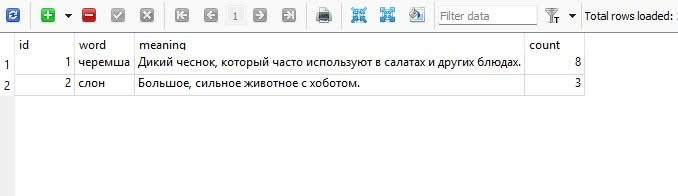 1
Filter data
Total rows loaded:
id word meaning count
1 1 черемша Дикий чеснок, который часто используют в салатах и других блюдах. 8
2 2 слон Большое, сильное животное с хоботом. 3